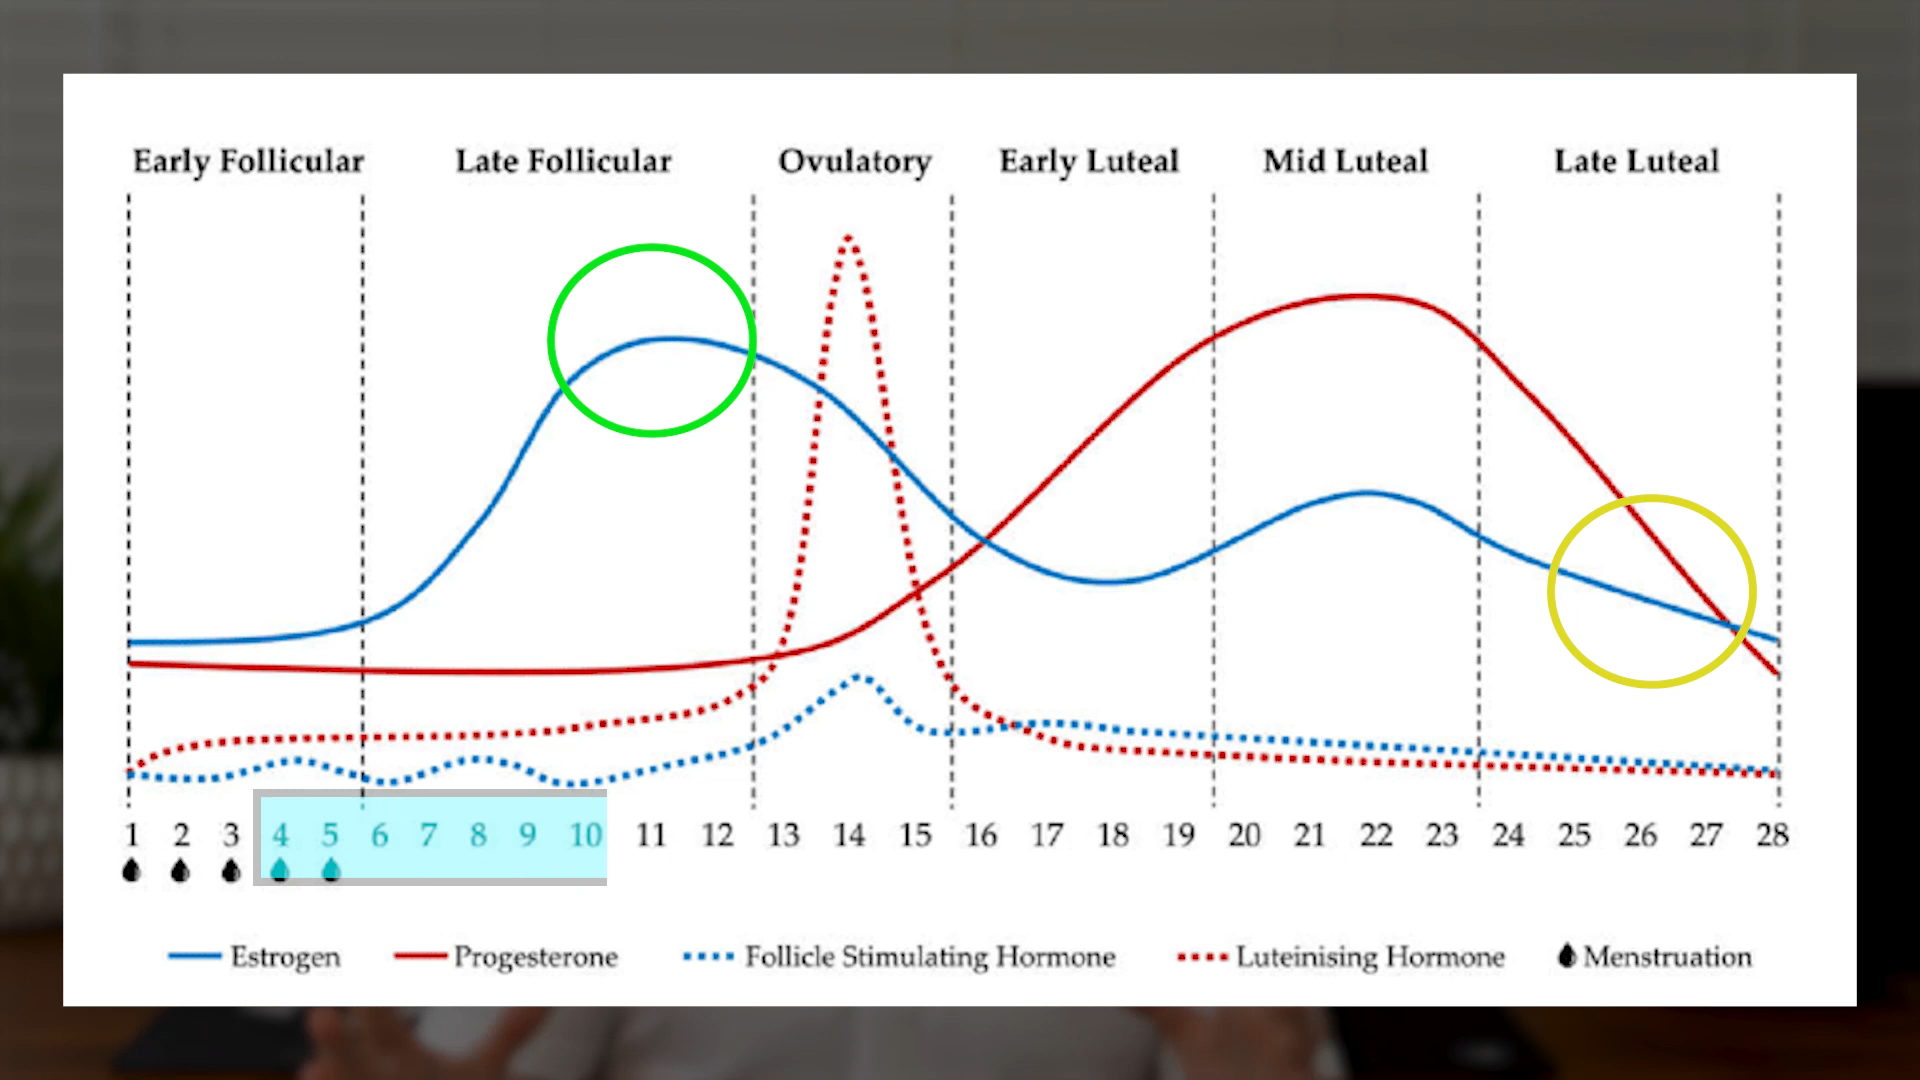 Early Follicular Late Follicular Ovulatory Early Luteal Mid Luteal Late Luteal
1 2 3 4 5 6 7 8 9 10 11 12 13 14 15 16 17 18 19 20 21 22 23 24 25 26 27 28
Estrogen Progesterone Follicle Stimulating Hormone Luteinising Hormone Menstruation